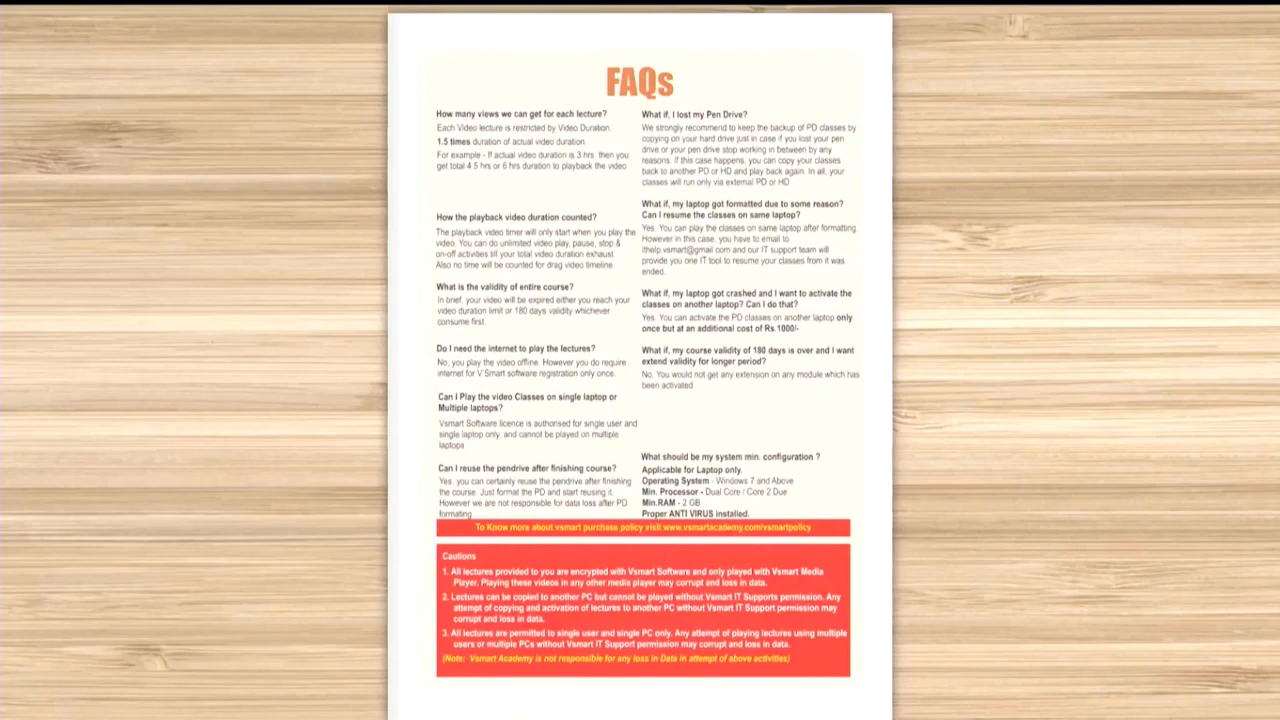 FAQs
How many views we can get for each lecture?
Each Video lecture is restricted by Video Duration.
1.5 times duration of actual video duration.
For example - If actual video duration is 3 hrs. then you
get total 4.5 hrs or 6 hrs duration to playback the video
How the playback video duration counted?
The playback video timer will only start when you play the
video. You can do unlimited video play, pause, stop &
on-off activities till your total video duration exhaust.
Also no time will be counted for drag video timeline.
What is the validity of entire course?
In brief, your video will be expired either you reach your
video duration limit or 180 days validity whichever
consume first.
Do I need the internet to play the lectures?
No, you play the video offline. However you do require
internet for V'Smart software registration only once.
Can I Play the video Classes on single laptop or
Multiple laptops?
Vsmart Software licence is authorised for single user and
single laptop only. and cannot be played on multiple
laptops
Can I reuse the pendrive after finishing course?
Yes. you can certainly reuse the pendrive after finishing
the course. Just format the PD and start reusing it.
However we are not responsible for data loss after PD
formating
What if, I lost my Pen Drive?
We strongly recommend to keep the backup of PD classes by
copying on your hard drive just in case if you lost your pen
drive or your pen drive stop working in between by any
reasons. If this case happens, you can copy your classes
back to another PD or HD and play back again. In all, your
classes will run only via external PD or HD
What if, my laptop got formatted due to some reason?
Can I resume the classes on same laptop?
Yes. You can play the classes on same laptop after formatting.
However in this case, you have to email to
ithelp.vsmart@gmail.com and our IT support team will
provide you one IT tool to resume your classes from it was
ended.
What if, my laptop got crashed and I want to activate the
classes on another laptop? Can I do that?
Yes. You can activate the PD classes on another laptop only
once but at an additional cost of Rs.1000/-
What if, my course validity of 180 days is over and I want
extend validity for longer period?
No. You would not get any extension on any module which has
been activated
What should be my system min. configuration ?
Applicable for Laptop only.
Operating System - Windows 7 and Above
Min. Processor - Dual Core / Core 2 Due
Min.RAM - 2 GB
Proper ANTI VIRUS installed.
To Know more about vsmart purchase policy visit www.vsmartacademy.com/vsmartpolicy
Cautions
1. All lectures provided to you are encrypted with Vsmart Software and only played with Vsmart Media
Player. Playing these videos in any other media player may corrupt and loss in data.
2. Lectures can be copied to another PC but cannot be played without Vsmart IT Supports permission. Any
attempt of copying and activation of lectures to another PC without Vsmart IT Support permission may
corrupt and loss in data.
3. All lectures are permitted to single user and single PC only. Any attempt of playing lectures using multiple
users or multiple PCs without Vsmart IT Support permission may corrupt and loss in data.
(Note: Vsmart Academy is not responsible for any loss in Data in attempt of above activities)